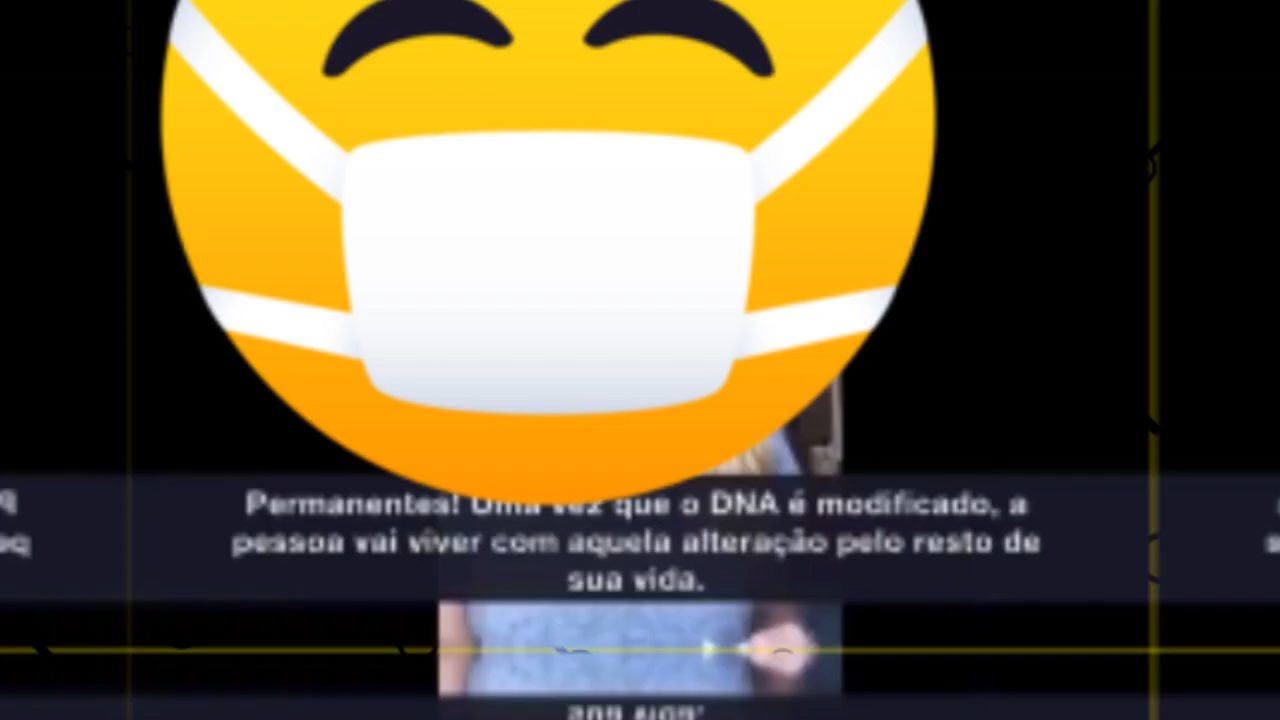 Permanentes! Uma vez que o DNA é modificado, a
pessoa vai viver com aquela alteração pelo resto de
sua vida.